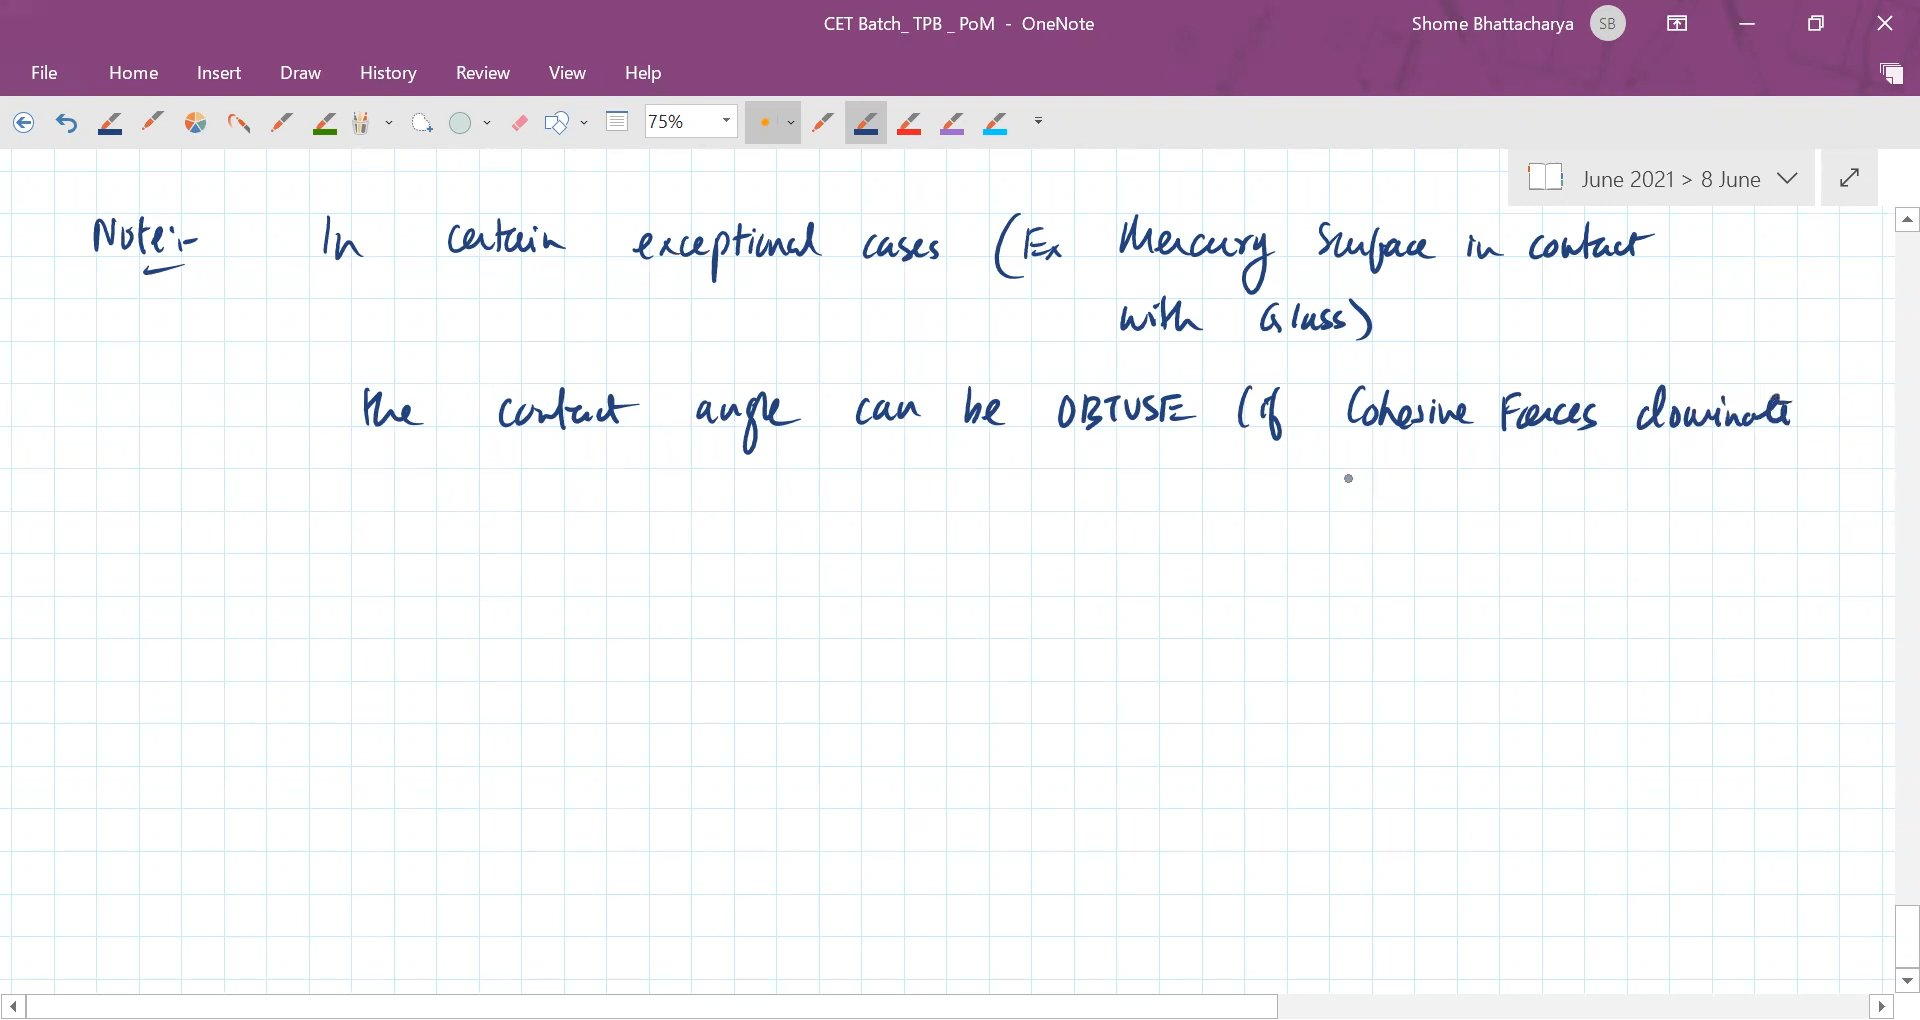 CET Batch_ TPB _ PoM - OneNote
Shome Bhattacharya SB
File Home Insert Draw History Review View Help
75%
June 2021 > 8 June
Note:- In certain exceptional cases (Ex Mercury Surface in contact
with Glass)
the contact angle can be OBTUSE (if Cohesive Forces dominate